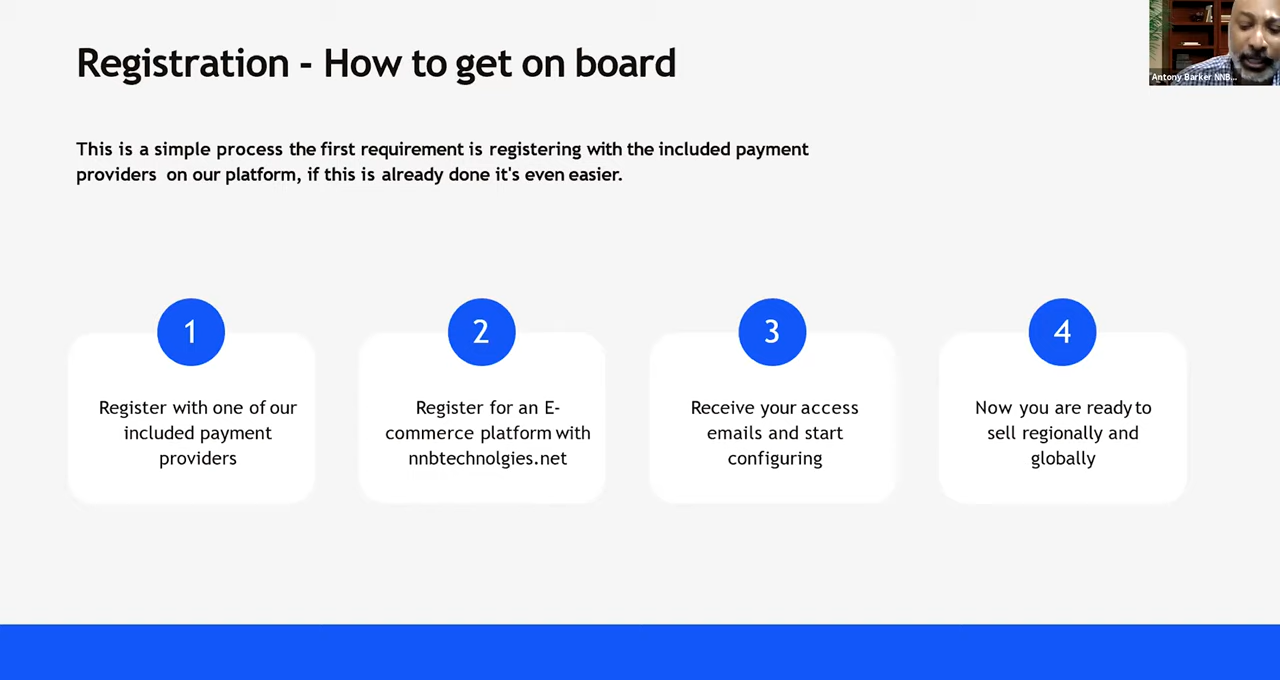 Registration - How to get on board
Antony Barker NNB...
This is a simple process the first requirement is registering with the included payment
providers on our platform, if this is already done it's even easier.
1
Register with one of our
included payment
providers
2
Register for an E-
commerce platform with
nnbtechnolgies.net
3
Receive your access
emails and start
configuring
4
Now you are ready to
sell regionally and
globally